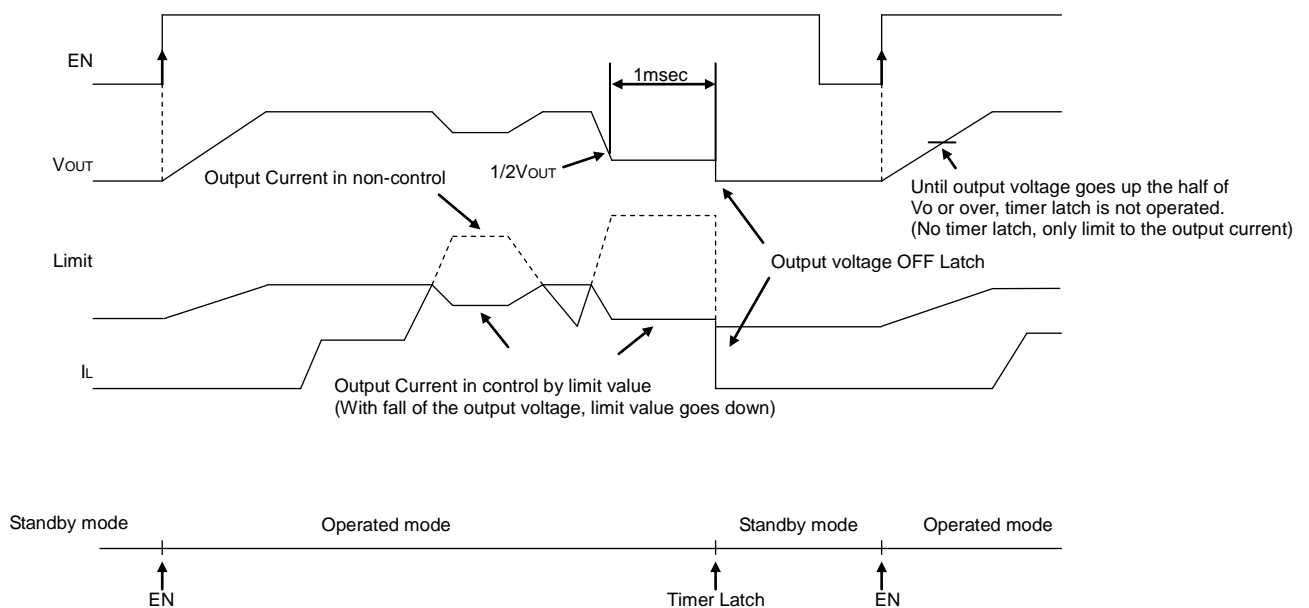 EN
1msec
VOUT
1/2VOUT
Output Current in non-control
Until output voltage goes up the half of
Vo or over, timer latch is not operated.
(No timer latch, only limit to the output current)
Limit
Output voltage OFF Latch
IL
Output Current in control by limit value
(With fall of the output voltage, limit value goes down)
Standby mode
Operated mode
Standby mode
Operated mode
EN
Timer Latch
EN